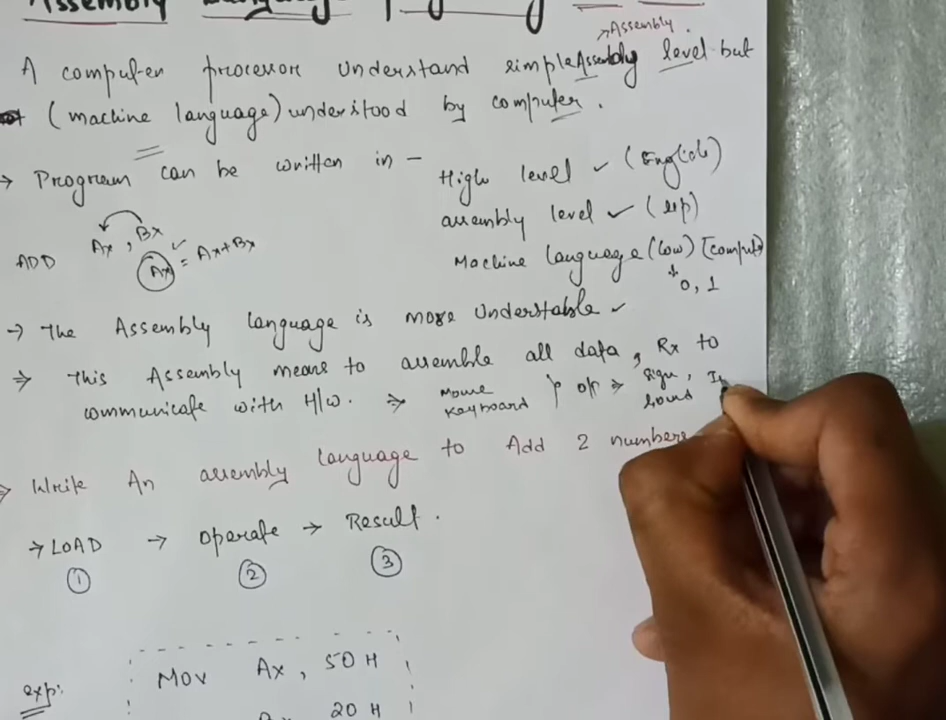 Assembly Language
Assembly.
A computer processor understand simple Assembly level but
(machine language) understood by computer.
→ Program can be written in -
High level ✓ (English)
assembly level ✓ (up)
Machine language (low) [comput
0, 1
ADD Ax, Bx
Ax = Ax+Bx
→ The Assembly language is more understable ✓
⇒ This Assembly means to assemble all data, Rx to
communicate with H/W. ⇒ Mouse
Keyboard } O/P ⇒ sign,
sound
⇒ Write An assembly language to Add 2 numbers
→ LOAD → Operate → Result.
① ② ③
exp:
Mov Ax, 50 H
20 H